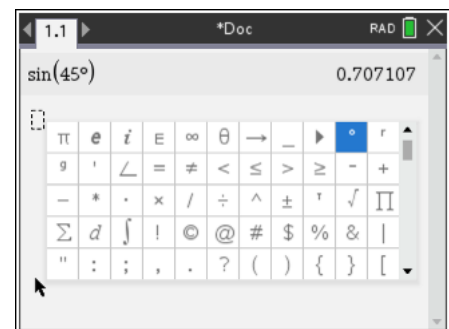 1.1 *Doc RAD
sin(45°) 0.707107
π e i E ∞ θ → _ ▶ ° r
g ' ∠ = ≠ < ≤ > ≥ - +
− * · × / ÷ ^ ± ᵀ √ ∏
∑ d ∫ ! © @ # $ % & |
" : ; , . ? ( ) { } [